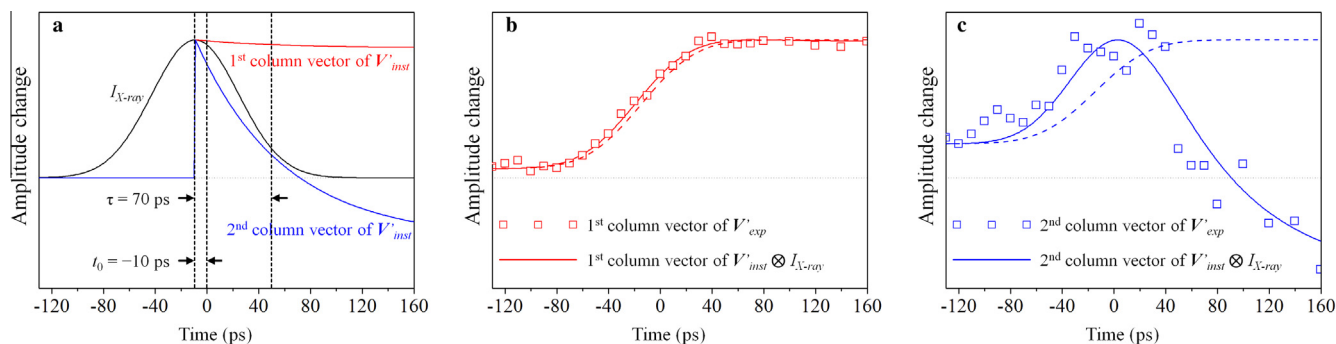 a
Amplitude change
I_X-ray
1st column vector of V'inst
τ = 70 ps
2nd column vector of V'inst
t0 = −10 ps
-120 -80 -40 0 40 80 120 160
Time (ps)
b
Amplitude change
1st column vector of V'exp
1st column vector of V'inst ⊗ I_X-ray
-120 -80 -40 0 40 80 120 160
Time (ps)
c
Amplitude change
2nd column vector of V'exp
2nd column vector of V'inst ⊗ I_X-ray
-120 -80 -40 0 40 80 120 160
Time (ps)